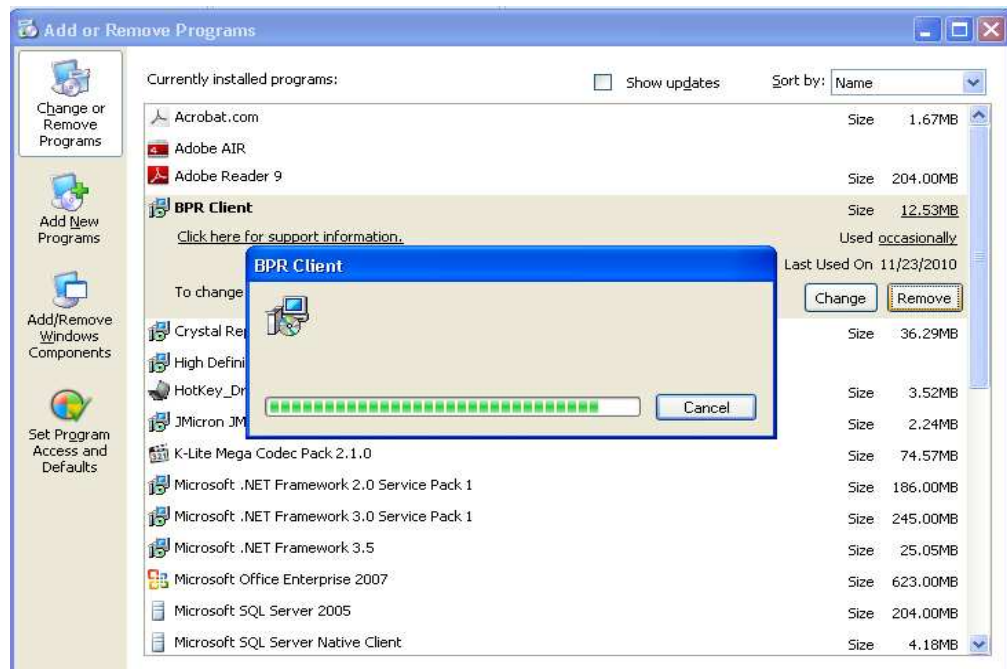 Add or Remove Programs
Change or
Remove
Programs
Add New
Programs
Add/Remove
Windows
Components
Set Program
Access and
Defaults
Currently installed programs:
Show updates
Sort by: Name
Acrobat.com Size 1.67MB
Adobe AIR
Adobe Reader 9 Size 204.00MB
BPR Client Size 12.53MB
Click here for support information. Used occasionally
Last Used On 11/23/2010
To change Change Remove
BPR Client
Cancel
Crystal Re Size 36.29MB
High Defini
HotKey_Dr Size 3.52MB
JMicron JM Size 2.24MB
K-Lite Mega Codec Pack 2.1.0 Size 74.57MB
Microsoft .NET Framework 2.0 Service Pack 1 Size 186.00MB
Microsoft .NET Framework 3.0 Service Pack 1 Size 245.00MB
Microsoft .NET Framework 3.5 Size 25.05MB
Microsoft Office Enterprise 2007 Size 623.00MB
Microsoft SQL Server 2005 Size 204.00MB
Microsoft SQL Server Native Client Size 4.18MB